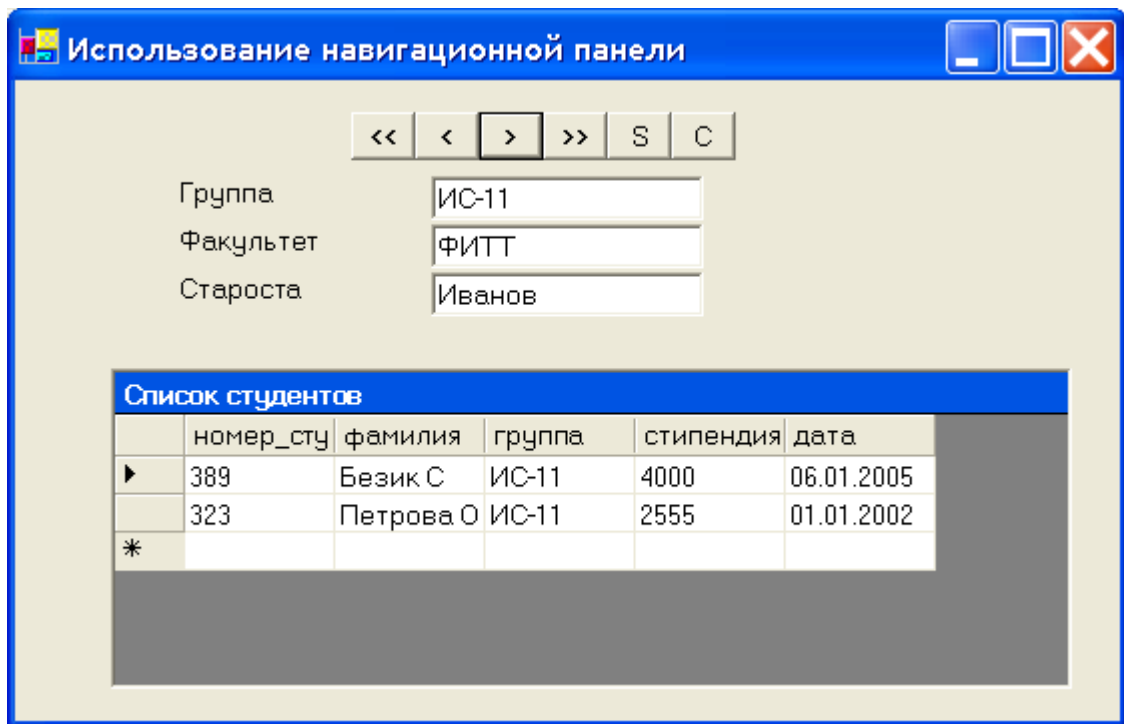 Использование навигационной панели
<< < > >> S C
Группа ИС-11
Факультет ФИТТ
Староста Иванов
Список студентов
номер_сту фамилия группа стипендия дата
389 Безик С ИС-11 4000 06.01.2005
323 Петрова О ИС-11 2555 01.01.2002